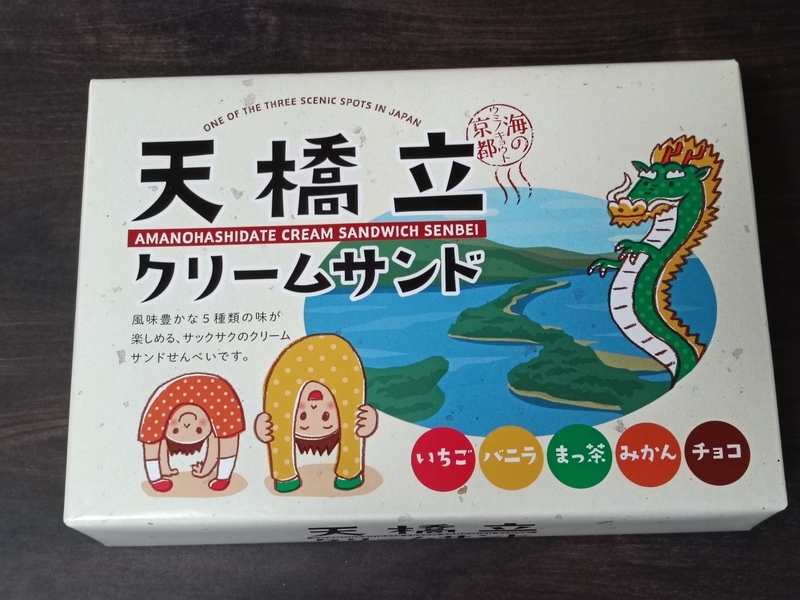 ONE OF THE THREE SCENIC SPOTS IN JAPAN
海の
ウミノキョウト
京都
天橋立
AMANOHASHIDATE CREAM SANDWICH SENBEI
クリームサンド
風味豊かな5種類の味が
楽しめる、サックサクのクリーム
サンドせんべいです。
いちご
バニラ
まっ茶
みかん
チョコ
天橋立